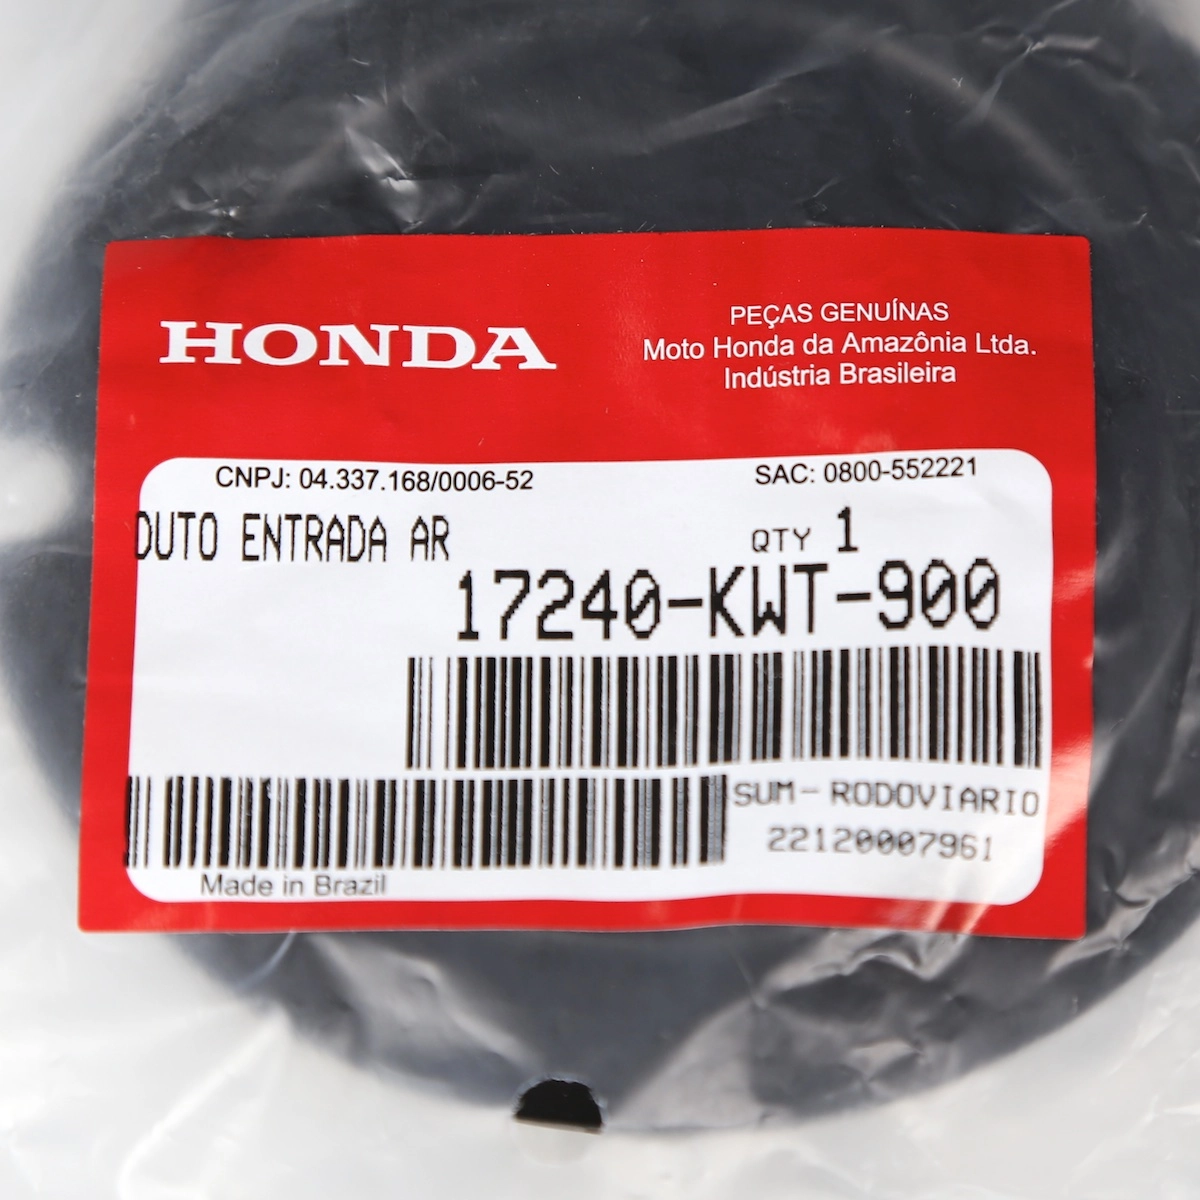 HONDA
PEÇAS GENUÍNAS
Moto Honda da Amazônia Ltda.
Indústria Brasileira
CNPJ: 04.337.168/0006-52
SAC: 0800-552221
DUTO ENTRADA AR
QTY 1
17240-KWT-900
SUM- RODOVIARIO
22120007961
Made in Brazil